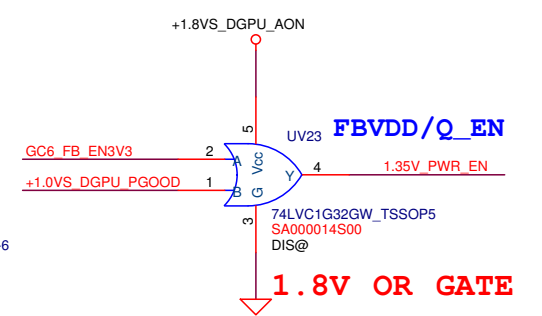 +1.8VS_DGPU_AON
5
UV23
FBVDD/Q_EN
GC6_FB_EN3V3
2
A
Vcc
Y
4
1.35V_PWR_EN
+1.0VS_DGPU_PGOOD
1
B
G
3
74LVC1G32GW_TSSOP5
SA000014S00
DIS@
-6
1.8V OR GATE